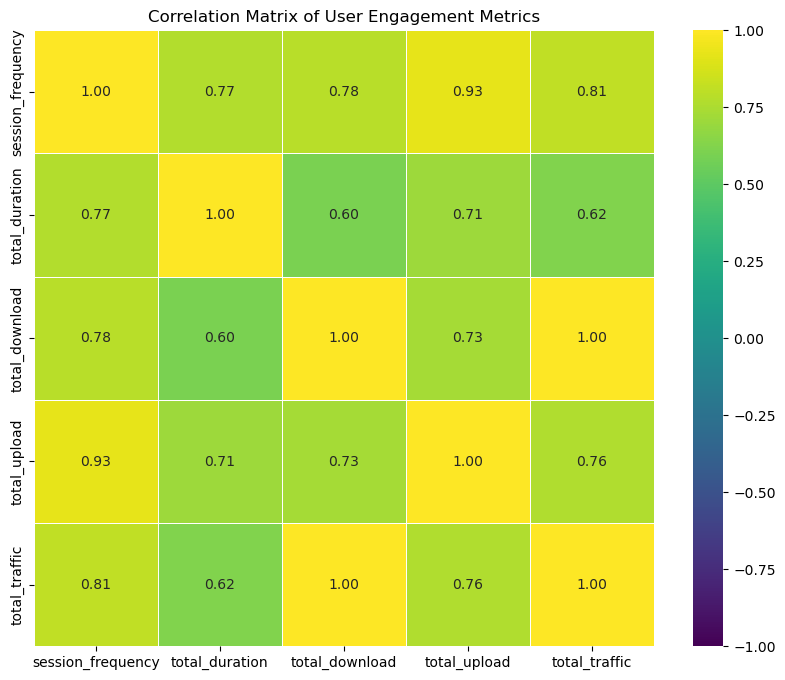 Correlation Matrix of User Engagement Metrics
session_frequency
1.00 0.77 0.78 0.93 0.81
total_duration
0.77 1.00 0.60 0.71 0.62
total_download
0.78 0.60 1.00 0.73 1.00
total_upload
0.93 0.71 0.73 1.00 0.76
total_traffic
0.81 0.62 1.00 0.76 1.00
session_frequency total_duration total_download total_upload total_traffic
1.00
0.75
0.50
0.25
0.00
−0.25
−0.50
−0.75
−1.00